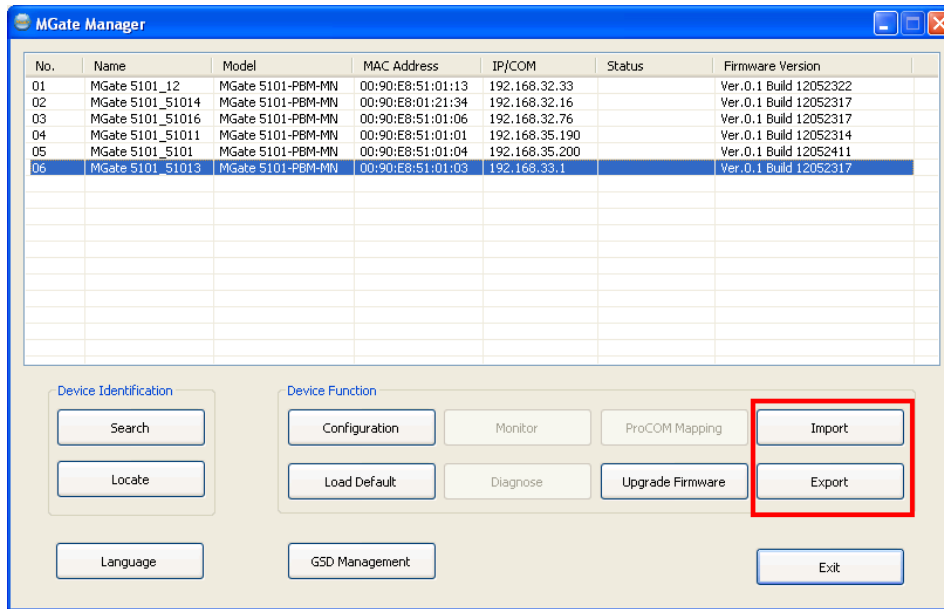 MGate Manager
No. Name Model MAC Address IP/COM Status Firmware Version
01 MGate 5101_12 MGate 5101-PBM-MN 00:90:E8:51:01:13 192.168.32.33 Ver.0.1 Build 12052322
02 MGate 5101_51014 MGate 5101-PBM-MN 00:90:E8:01:21:34 192.168.32.16 Ver.0.1 Build 12052317
03 MGate 5101_51016 MGate 5101-PBM-MN 00:90:E8:51:01:06 192.168.32.76 Ver.0.1 Build 12052317
04 MGate 5101_51011 MGate 5101-PBM-MN 00:90:E8:51:01:01 192.168.35.190 Ver.0.1 Build 12052314
05 MGate 5101_5101 MGate 5101-PBM-MN 00:90:E8:51:01:04 192.168.35.200 Ver.0.1 Build 12052411
06 MGate 5101_51013 MGate 5101-PBM-MN 00:90:E8:51:01:03 192.168.33.1 Ver.0.1 Build 12052317
Device Identification Device Function
Search Configuration Monitor ProCOM Mapping Import
Locate Load Default Diagnose Upgrade Firmware Export
Language GSD Management Exit